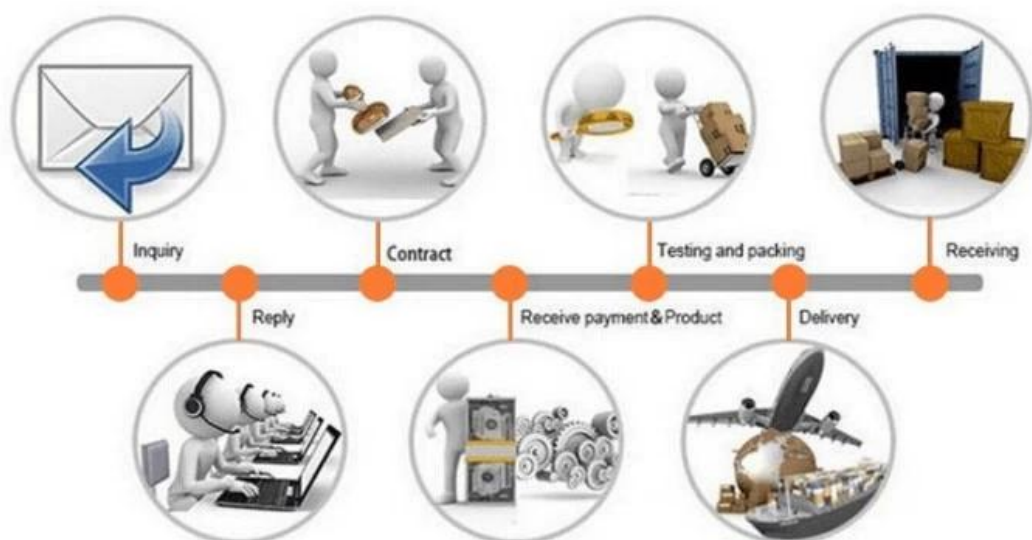 Inquiry
Reply
Contract
Receive payment&Product
Testing and packing
Delivery
Receiving